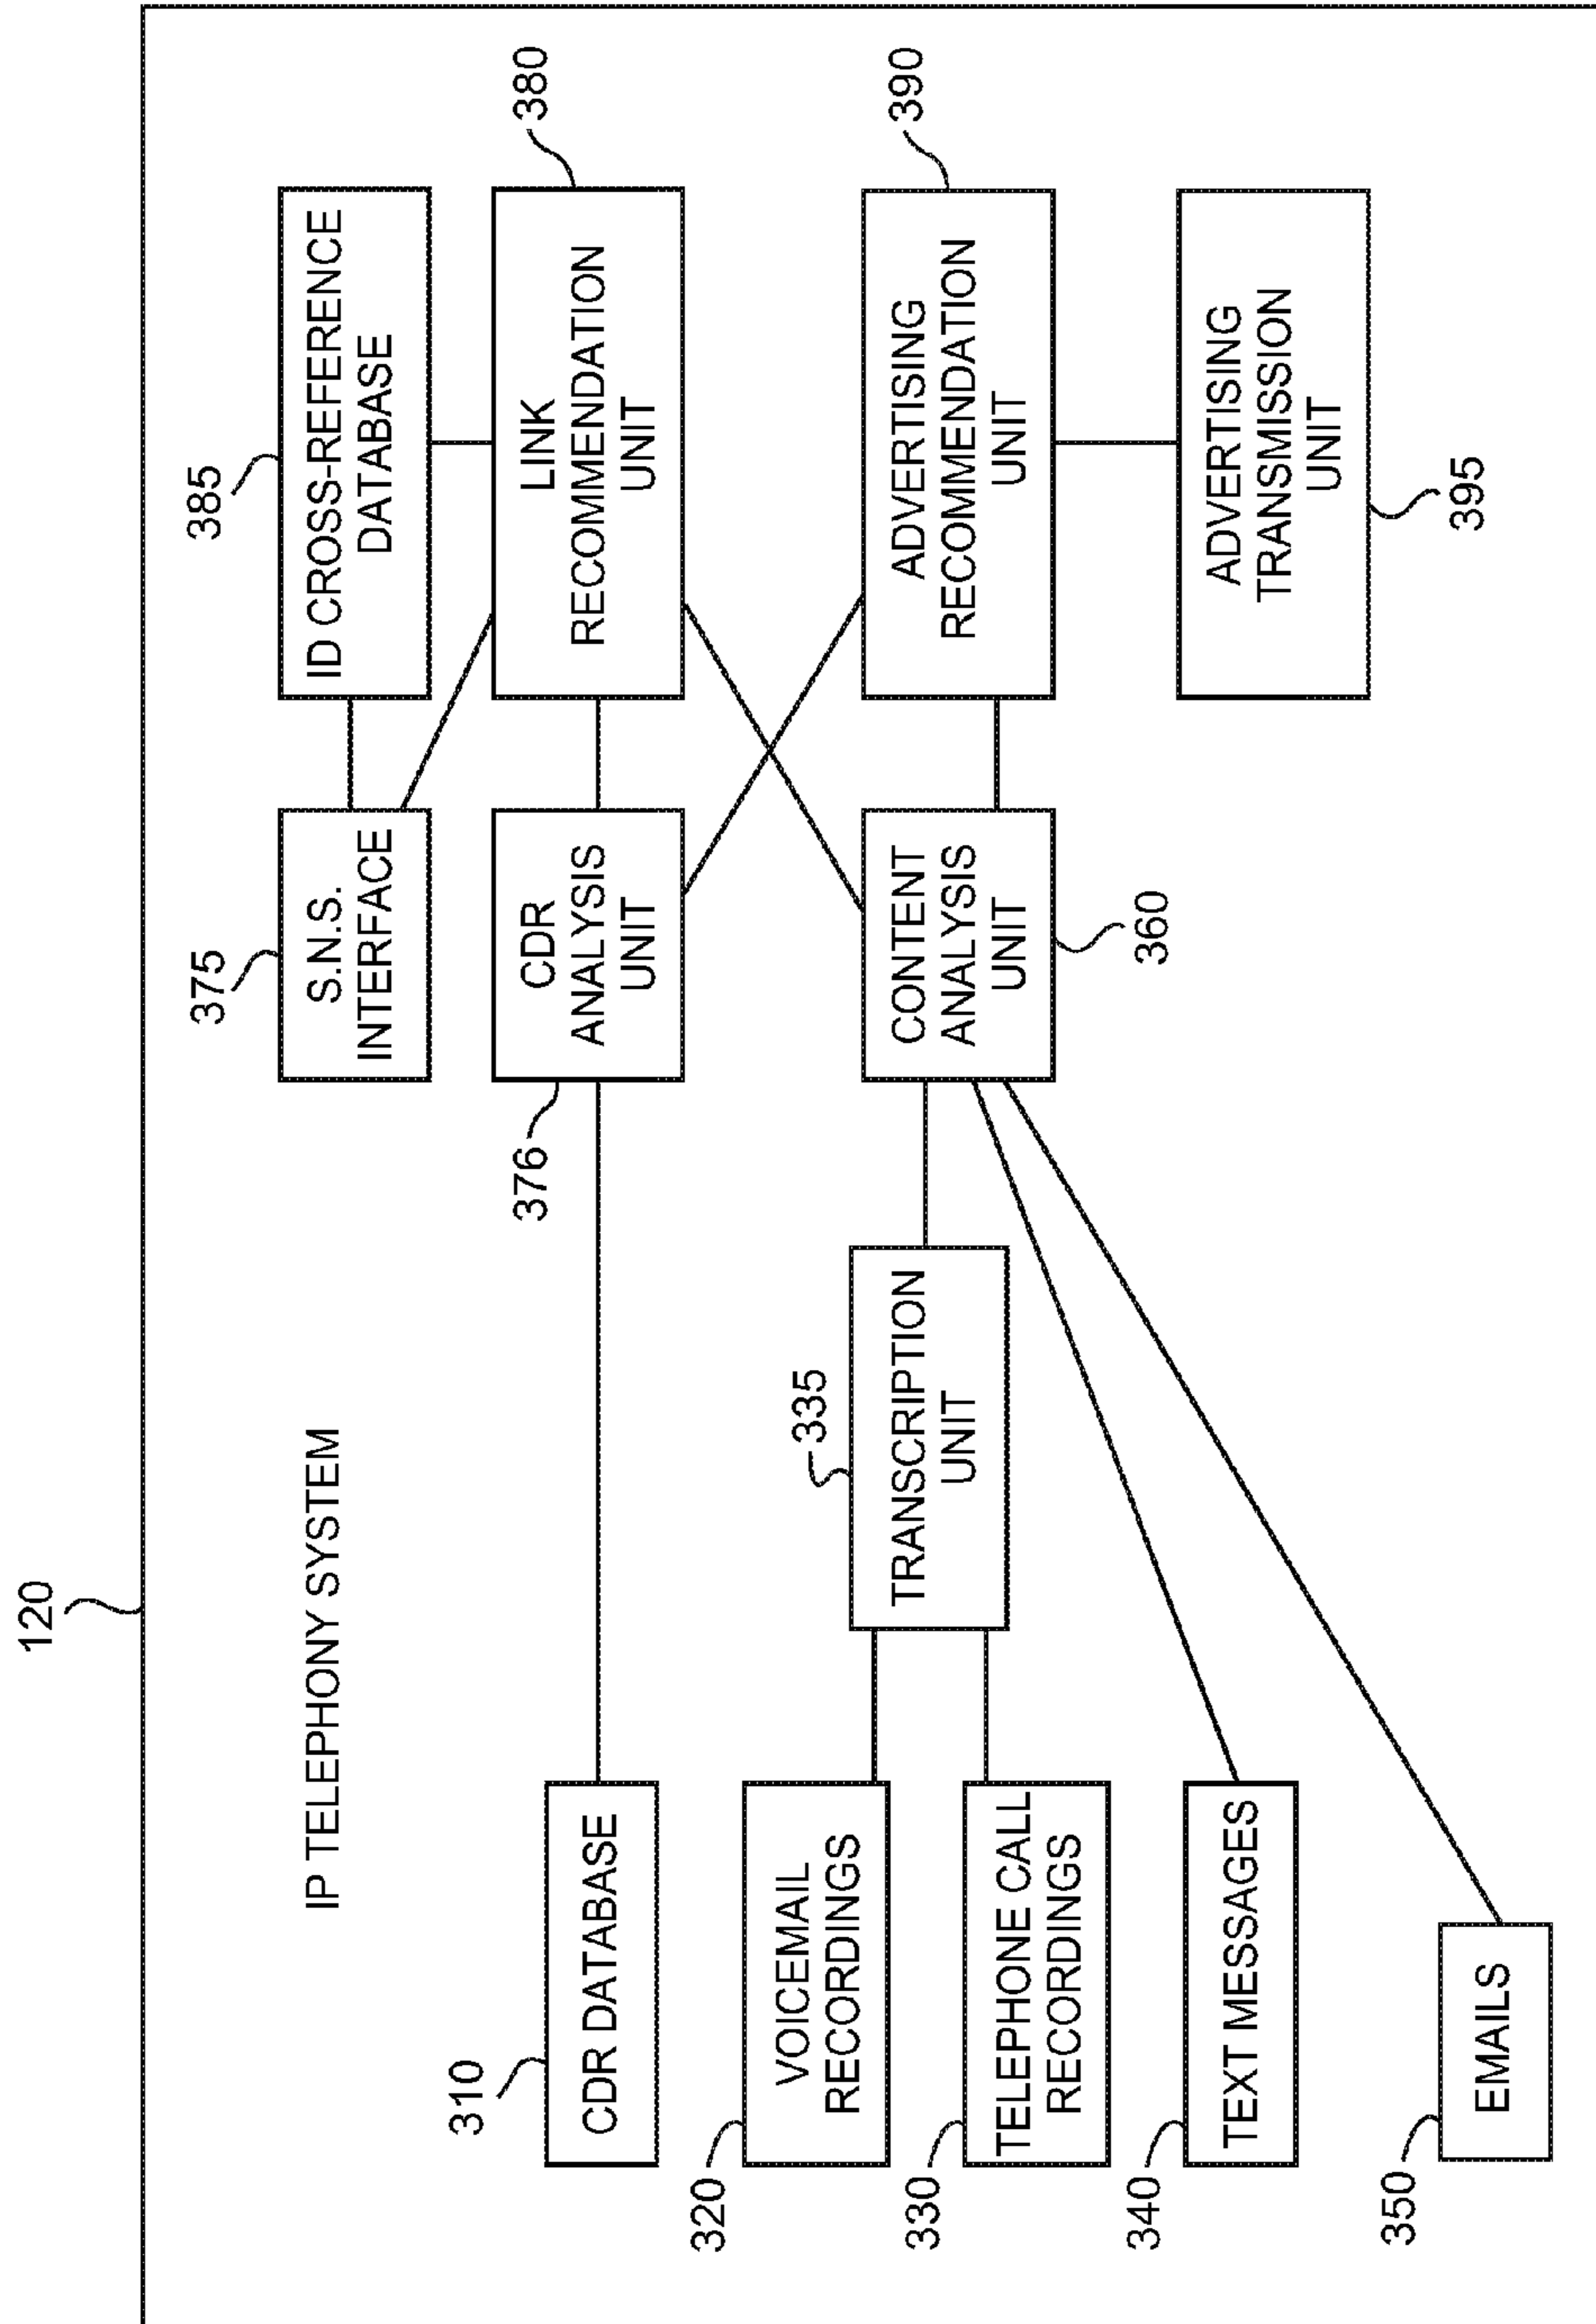 120
IP TELEPHONY SYSTEM
310
CDR DATABASE
320
VOICEMAIL
RECORDINGS
330
TELEPHONE CALL
RECORDINGS
340
TEXT MESSAGES
350
EMAILS
335
TRANSCRIPTION
UNIT
375
S.N.S.
INTERFACE
376
CDR
ANALYSIS
UNIT
CONTENT
ANALYSIS
UNIT
360
385
ID CROSS-REFERENCE
DATABASE
380
LINK
RECOMMENDATION
UNIT
390
ADVERTISING
RECOMMENDATION
UNIT
ADVERTISING
TRANSMISSION
UNIT
395